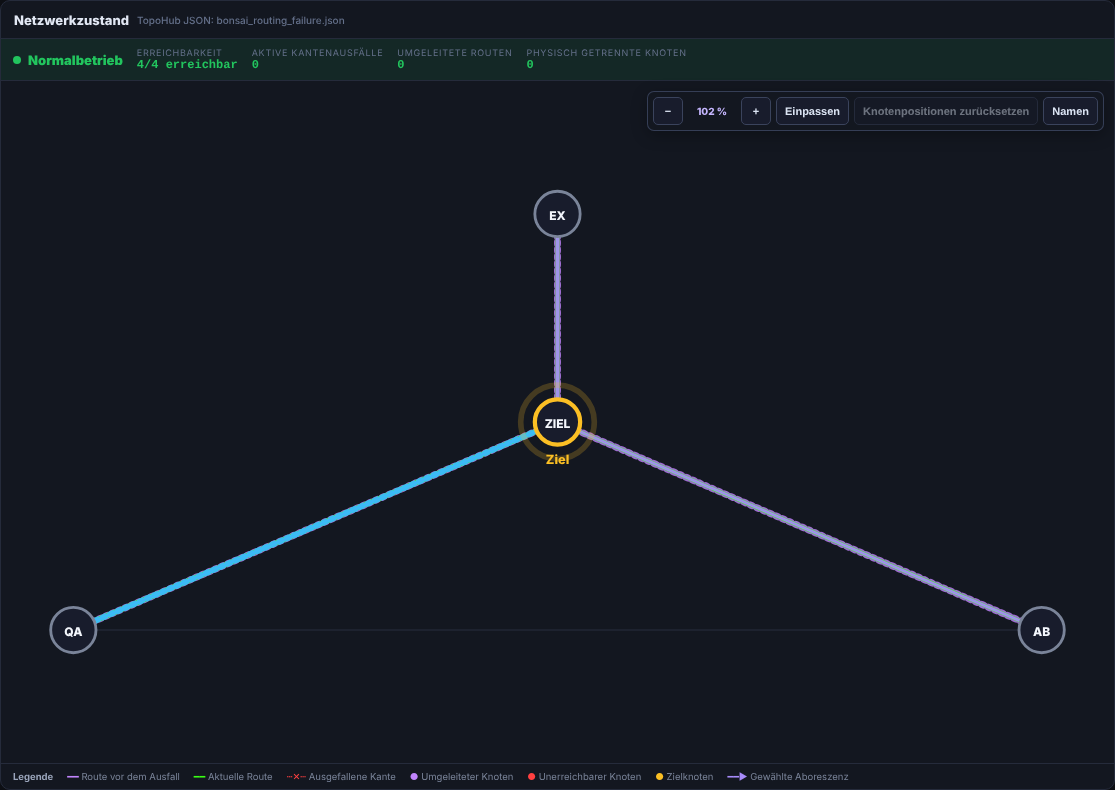 Netzwerkzustand TopoHub JSON: bonsai_routing_failure.json
Normalbetrieb
ERREICHBARKEIT AKTIVE KANTENAUSFÄLLE UMGELEITETE ROUTEN PHYSISCH GETRENNTE KNOTEN
4/4 erreichbar 0 0 0
− 102 % + Einpassen Knotenpositionen zurücksetzen Namen
EX
ZIEL
Ziel
QA
AB
Legende Route vor dem Ausfall Aktuelle Route Ausgefallene Kante Umgeleiteter Knoten Unerreichbarer Knoten Zielknoten Gewählte Aboreszenz